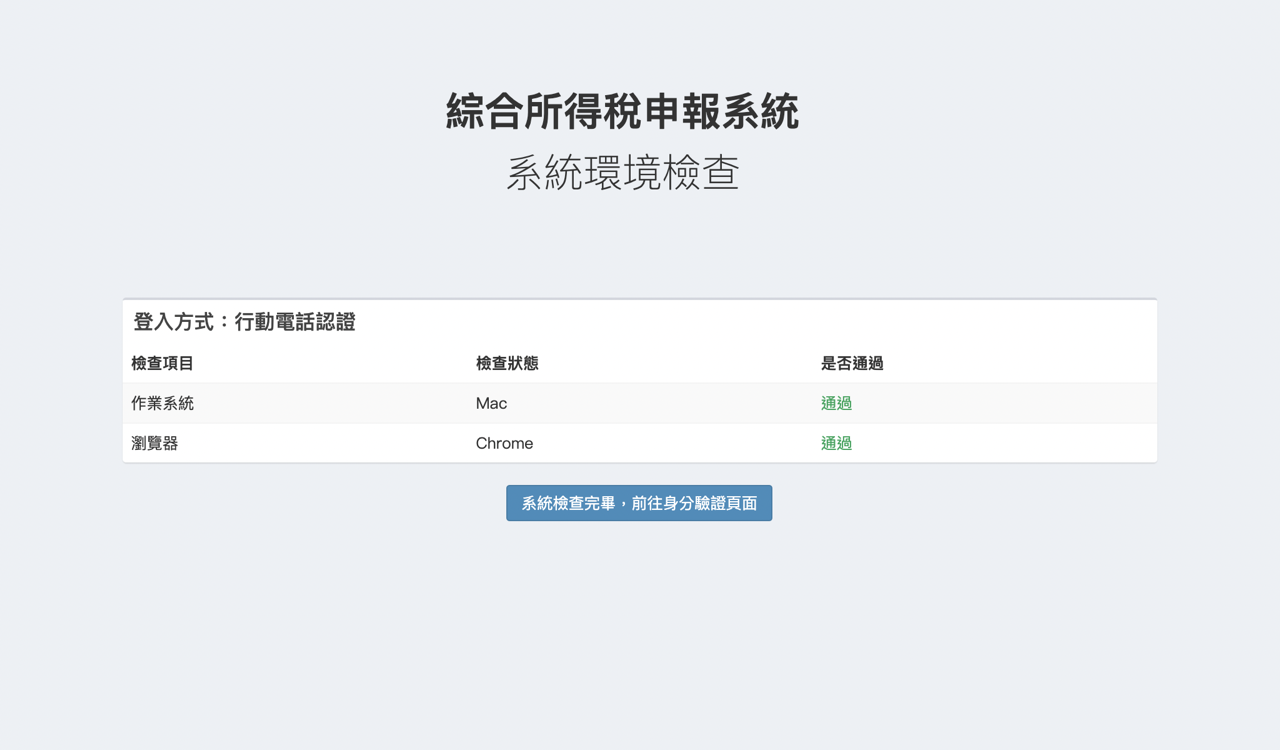 綜合所得稅申報系統
系統環境檢查
登入方式：行動電話認證
檢查項目 檢查狀態 是否通過
作業系統 Mac 通過
瀏覽器 Chrome 通過
系統檢查完畢，前往身分驗證頁面